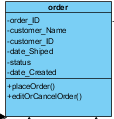 order
-order_ID
-customer_Name
-customer_ID
-date_Shiped
-status
-date_Created
+placeOrder()
+editOrCancelOrder()